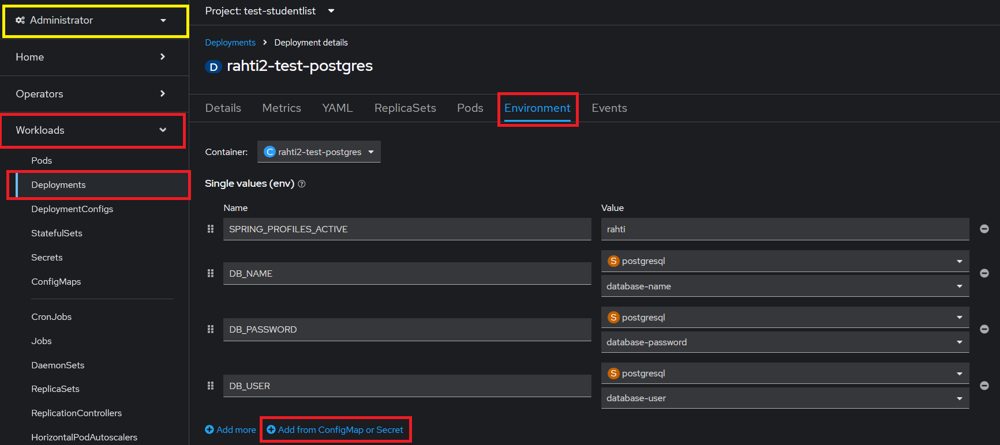 Administrator
Home
Operators
Workloads
Pods
Deployments
DeploymentConfigs
StatefulSets
Secrets
ConfigMaps
CronJobs
Jobs
DaemonSets
ReplicaSets
ReplicationControllers
HorizontalPodAutoscalers
Project: test-studentlist
Deployments > Deployment details
D rahti2-test-postgres
Details Metrics YAML ReplicaSets Pods Environment Events
Container: C rahti2-test-postgres
Single values (env) ?
Name Value
SPRING_PROFILES_ACTIVE rahti
DB_NAME S postgresql
database-name
DB_PASSWORD S postgresql
database-password
DB_USER S postgresql
database-user
Add more Add from ConfigMap or Secret